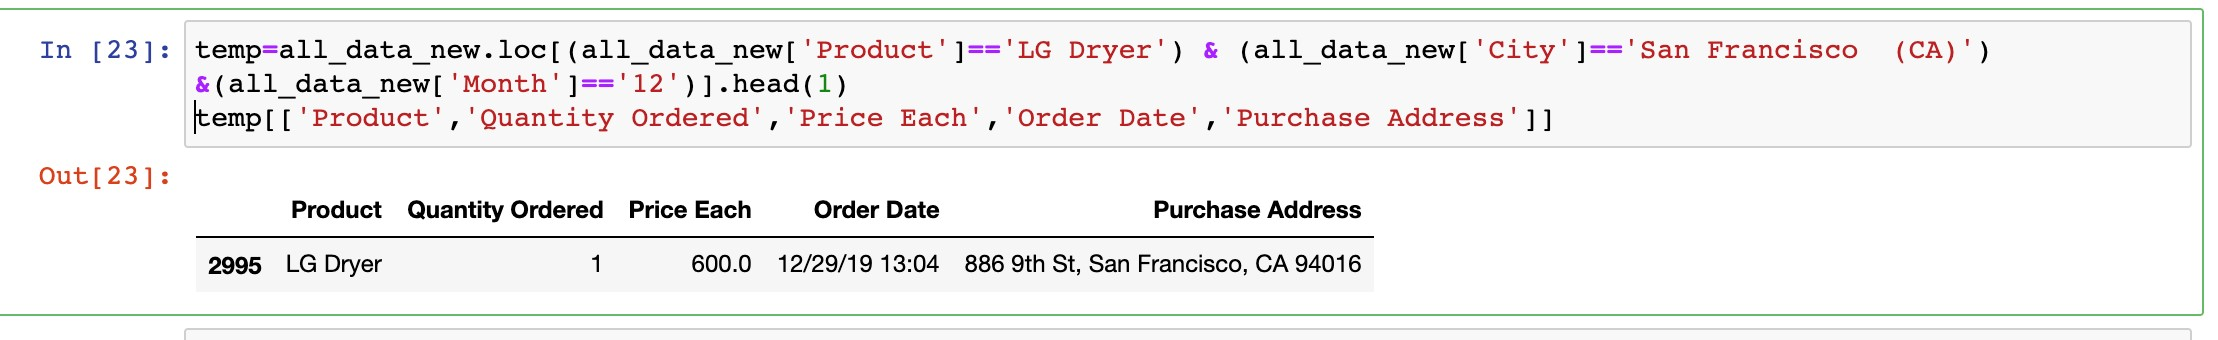 In [23]: temp=all_data_new.loc[(all_data_new['Product']=='LG Dryer') & (all_data_new['City']=='San Francisco  (CA)')
&(all_data_new['Month']=='12')].head(1)
temp[['Product','Quantity Ordered','Price Each','Order Date','Purchase Address']]
Out[23]:
Product Quantity Ordered Price Each Order Date Purchase Address
2995 LG Dryer 1 600.0 12/29/19 13:04 886 9th St, San Francisco, CA 94016